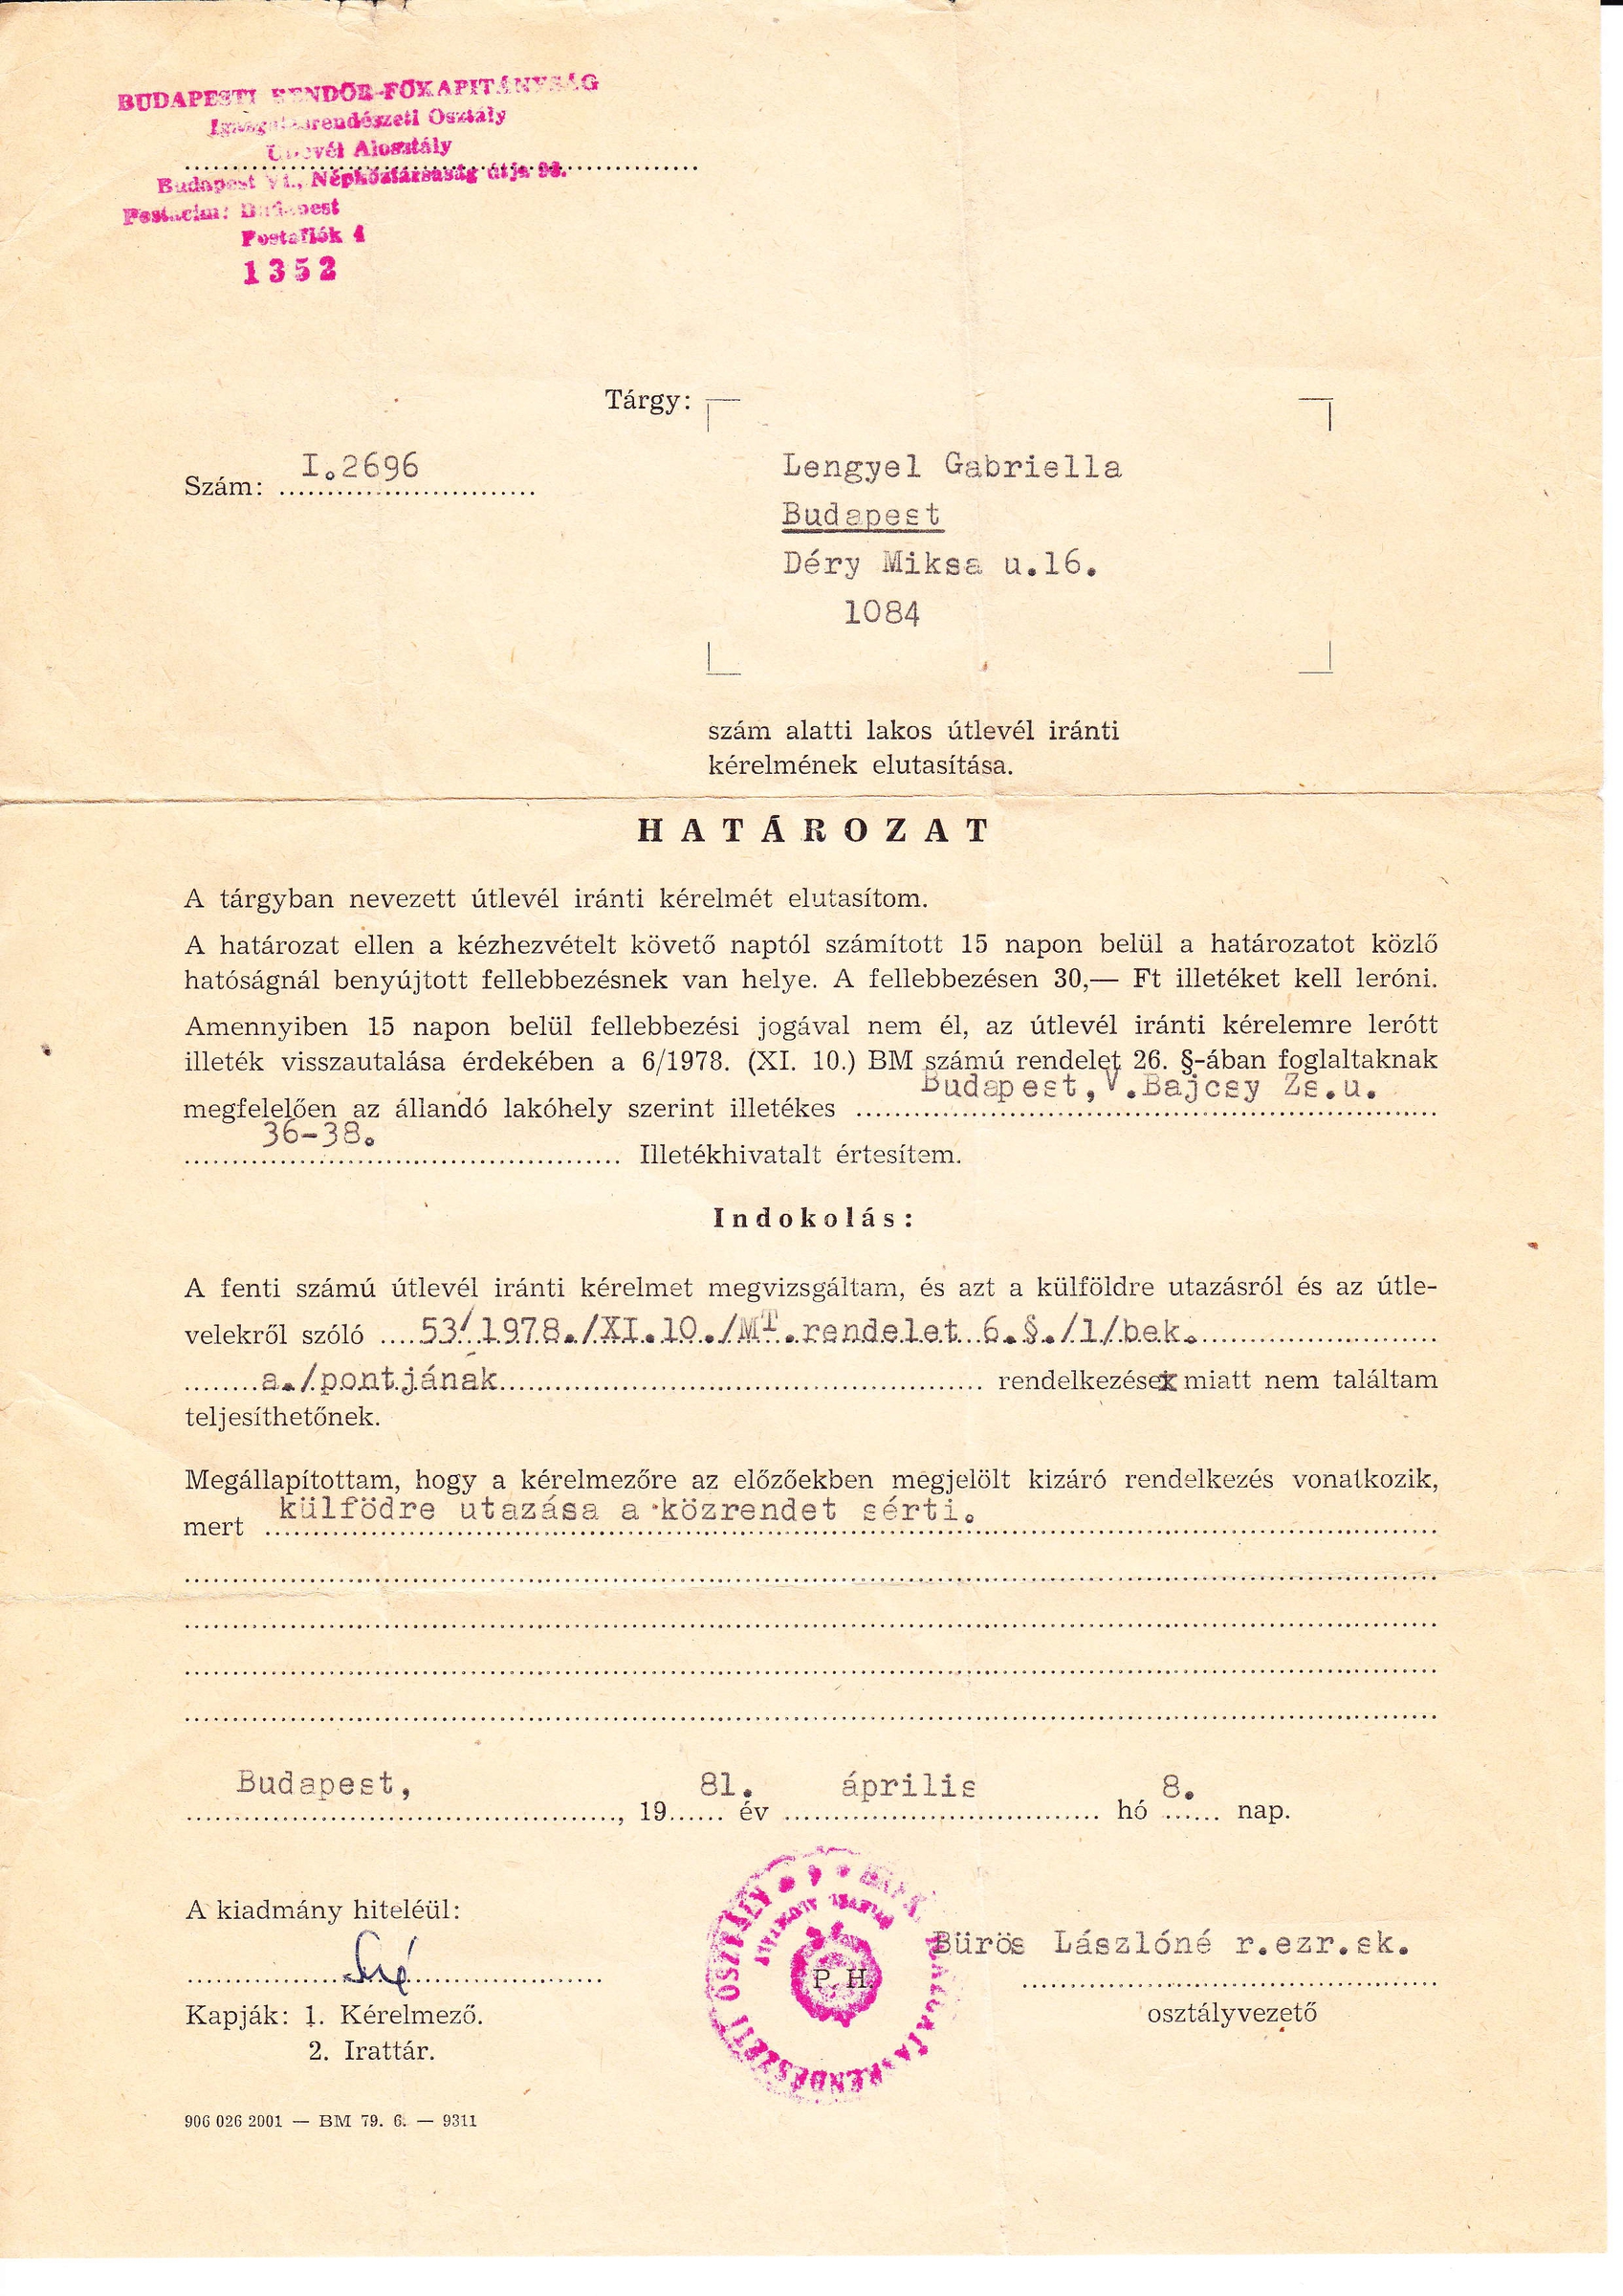 BUDAPESTI RENDŐR-FŐKAPITÁNYSÁG
Igazgatásrendészeti Osztály
Útlevél Alosztály
Budapest VI., Népköztársaság útja 93.
Postacím: Budapest
Postafiók 4
1352
Tárgy:
Szám: I.2696
Lengyel Gabriella
Budapest
Déry Miksa u.16.
1084
szám alatti lakos útlevél iránti
kérelmének elutasítása.
HATÁROZAT
A tárgyban nevezett útlevél iránti kérelmét elutasítom.
A határozat ellen a kézhezvételt követő naptól számított 15 napon belül a határozatot közlő
hatóságnál benyújtott fellebbezésnek van helye. A fellebbezésen 30,— Ft illetéket kell leróni.
Amennyiben 15 napon belül fellebbezési jogával nem él, az útlevél iránti kérelemre lerótt
illeték visszautalása érdekében a 6/1978. (XI. 10.) BM számú rendelet 26. §-ában foglaltaknak
megfelelően az állandó lakóhely szerint illetékes Budapest,V.Bajcsy Zs.u.
36-38. Illetékhivatalt értesítem.
Indokolás:
A fenti számú útlevél iránti kérelmet megvizsgáltam, és azt a külföldre utazásról és az útle-
velekről szóló 53/1978./XI.10./MT.rendelet 6.§./1/bek.
a./pontjának rendelkezései miatt nem találtam
teljesíthetőnek.
Megállapítottam, hogy a kérelmezőre az előzőekben megjelölt kizáró rendelkezés vonatkozik,
mert külfödre utazása a közrendet sérti.
Budapest, , 1981. év április hó 8. nap.
A kiadmány hiteléül:
P. H.
Bürös Lászlóné r.ezr.sk.
osztályvezető
Kapják: 1. Kérelmező.
2. Irattár.
906 026 2001 — BM 79. 6. — 9311